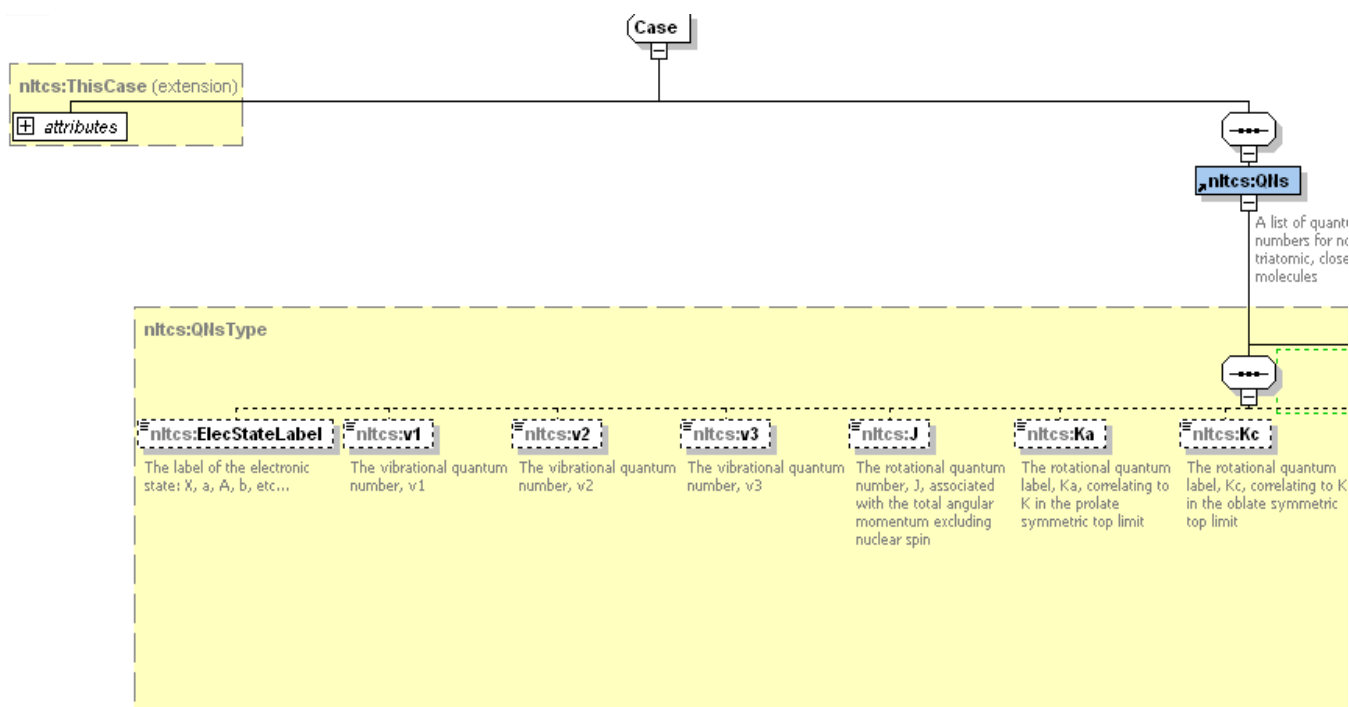 Case
nltcs:ThisCase (extension)
attributes
nltcs:QNs
A list of
numbers for
triatomic,
molecules
nltcs:QNsType
nltcs:ElecStateLabel
The label of the electronic
state: X, a, A, b, etc...
nltcs:v1
The vibrational quantum
number, v1
nltcs:v2
The vibrational quantum
number, v2
nltcs:v3
The vibrational quantum
number, v3
nltcs:J
The rotational quantum
number, J, associated
with the total angular
momentum excluding
nuclear spin
nltcs:Ka
The rotational quantum
label, Ka, correlating to
K in the prolate
symmetric top limit
nltcs:Kc
The rotational quantum
label, Kc, correlating to K
in the oblate symmetric
top limit